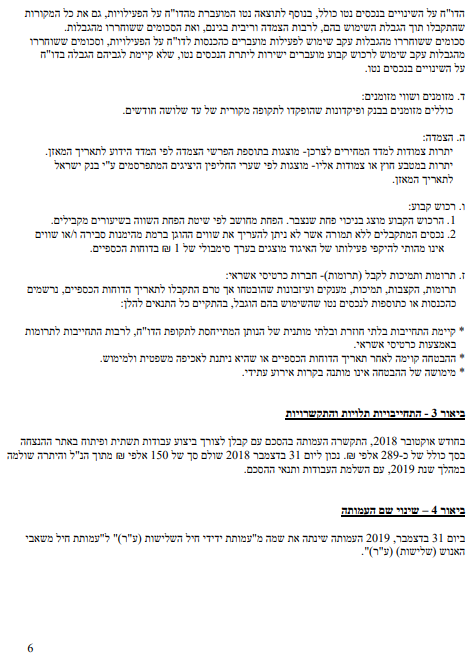 הדו"ח על השינויים בנכסים נטו כולל, בנוסף לתוצאה נטו המועברת מהדו"ח על הפעילויות, גם את כל המקורות
שהתקבלו תוך הגבלת השימוש בהם, לרבות הצמדה וריבית בגינם, ואת הסכומים ששוחררו מהגבלות.
סכומים ששוחררו מהגבלות עקב שימוש לפעילות מועברים כהכנסות לדו"ח על הפעילויות, וסכומים ששוחררו
מהגבלות עקב שימוש לרכוש קבוע מועברים ישירות ליתרת הנכסים נטו, שלא קיימת לגביהם הגבלה בדו"ח
על השינויים בנכסים נטו.
ד. מזומנים ושווי מזומנים:
כוללים מזומנים בבנק ופיקדונות שהופקדו לתקופה מקורית של עד שלושה חודשים.
ה. הצמדה:
יתרות צמודות למדד המחירים לצרכן- מוצגות בתוספת הפרשי הצמדה לפי המדד הידוע לתאריך המאזן.
יתרות במטבע חוץ או צמודות אליו- מוצגות לפי שערי החליפין היציגים המתפרסמים ע"י בנק ישראל
לתאריך המאזן.
ו. רכוש קבוע:
1. הרכוש הקבוע מוצג בניכוי פחת שנצבר. הפחת מחושב לפי שיטת הפחת השווה בשיעורים מקבילים.
2. נכסים המתקבלים ללא תמורה אשר לא ניתן להעריך את שווים ההוגן ברמת מהימנות סבירה ו/או שווים
אינו מהותי להיקפי פעילותו של האיגוד מוצגים בערך סימבולי של 1 ₪ בדוחות הכספיים.
ז. תרומות ותמיכות לקבל (תרומות)- חברות כרטיסי אשראי:
תרומות, הקצבות, תמיכות, מענקים ועיזבונות שהובטחו אך טרם התקבלו לתאריך הדוחות הכספיים, נרשמים
כהכנסות או כתוספות לנכסים נטו שהשימוש בהם הוגבל, בהתקיים כל התנאים להלן:
* קיימת התחייבות בלתי חוזרת ובלתי מותנית של הנותן המתייחסת לתקופת הדו"ח, לרבות התחייבות לתרומות
באמצעות כרטיסי אשראי.
* ההבטחה קוימה לאחר תאריך הדוחות הכספיים או שהיא ניתנת לאכיפה משפטית ולמימוש.
* מימושה של ההבטחה אינו מותנה בקרות אירוע עתידי.
ביאור 3 - התחייבויות תלויות והתקשרויות
בחודש אוקטובר 2018, התקשרה העמותה בהסכם עם קבלן לצורך ביצוע עבודות תשתית ופיתוח באתר ההנצחה
בסך כולל של כ-289 אלפי ₪. נכון ליום 31 בדצמבר 2018 שולם סך של 150 אלפי ₪ מתוך הנ"ל והיתרה שולמה
במהלך שנת 2019, עם השלמת העבודות ותנאי ההסכם.
ביאור 4 – שינוי שם העמותה
ביום 31 בדצמבר, 2019 העמותה שינתה את שמה מ"עמותת ידידי חיל השלישות (ע"ר)" ל"עמותת חיל משאבי
האנוש (שלישות) (ע"ר)".
6